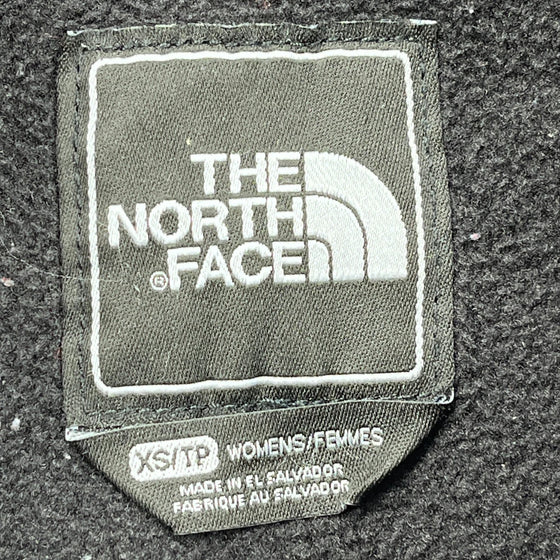 THE
NORTH
® FACE
XS/TP WOMENS/FEMMES
MADE IN EL SALVADOR
FABRIQUE AU SALVADOR